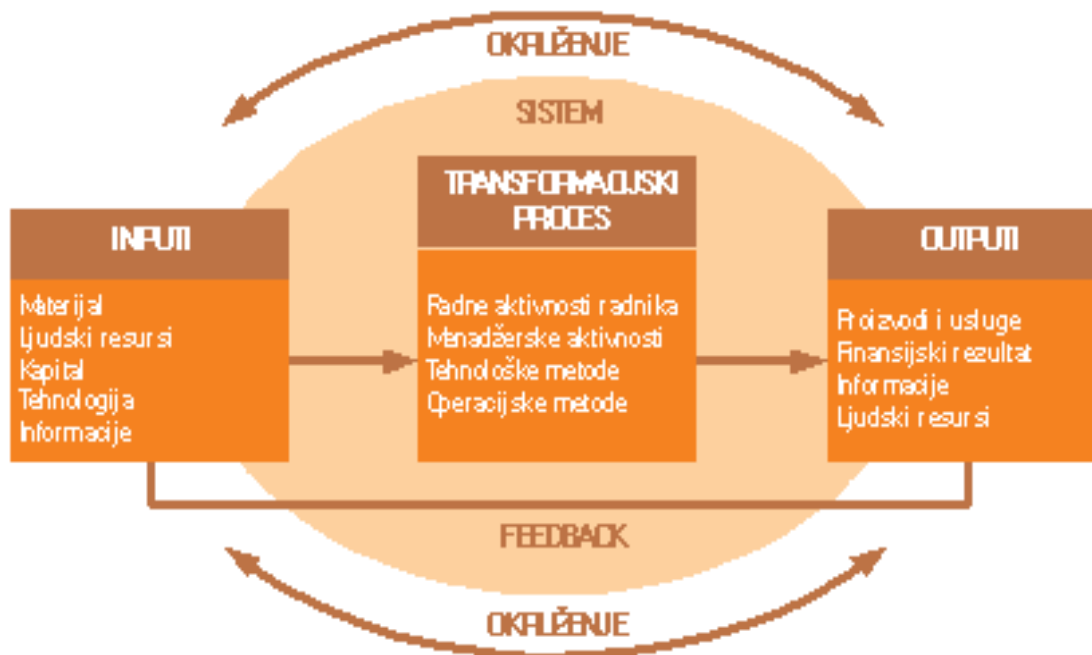 OKRUŽENJE
SISTEM
TRANSFORMACIJSKI
PROCES
INPUTI
OUTPUTI
Materijal
Ljudski resursi
Kapital
Tehnologija
Informacije
Radne aktivnosti radnika
Menadžerske aktivnosti
Tehnološke metode
Operacijske metode
Proizvodi i usluge
Finansijski rezultat
Informacije
Ljudski resursi
FEEDBACK
OKRUŽENJE